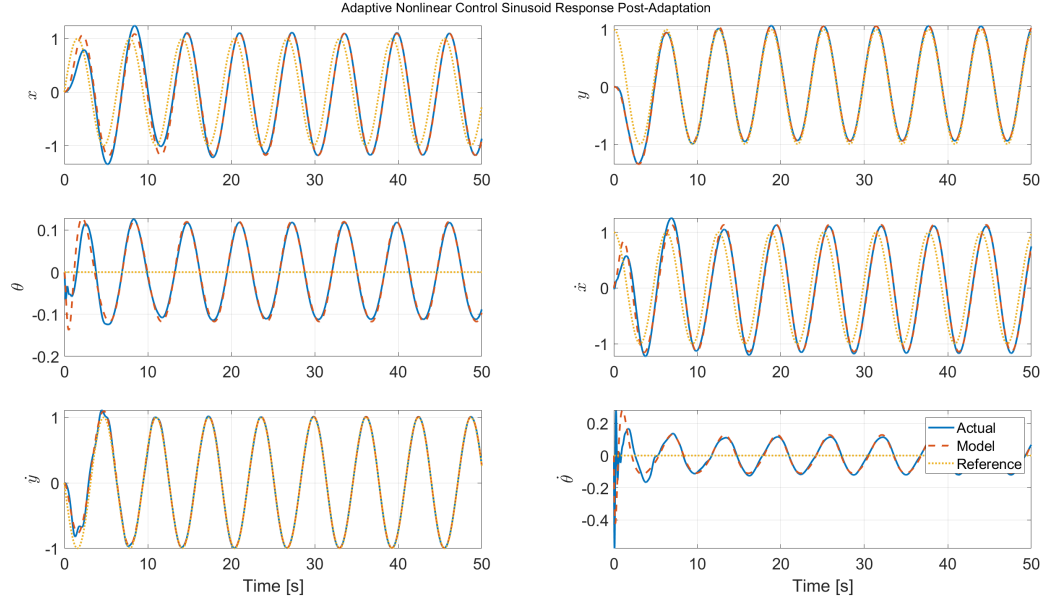 Adaptive Nonlinear Control Sinusoid Response Post-Adaptation
1
0
-1
x
0 10 20 30 40 50
1
0
-1
y
0 10 20 30 40 50
0.1
0
-0.1
-0.2
θ
0 10 20 30 40 50
1
0
-1
ẋ
0 10 20 30 40 50
1
0
-1
ẏ
0 10 20 30 40 50
Time [s]
0.2
0
-0.2
-0.4
θ̇
Actual
Model
Reference
0 10 20 30 40 50
Time [s]